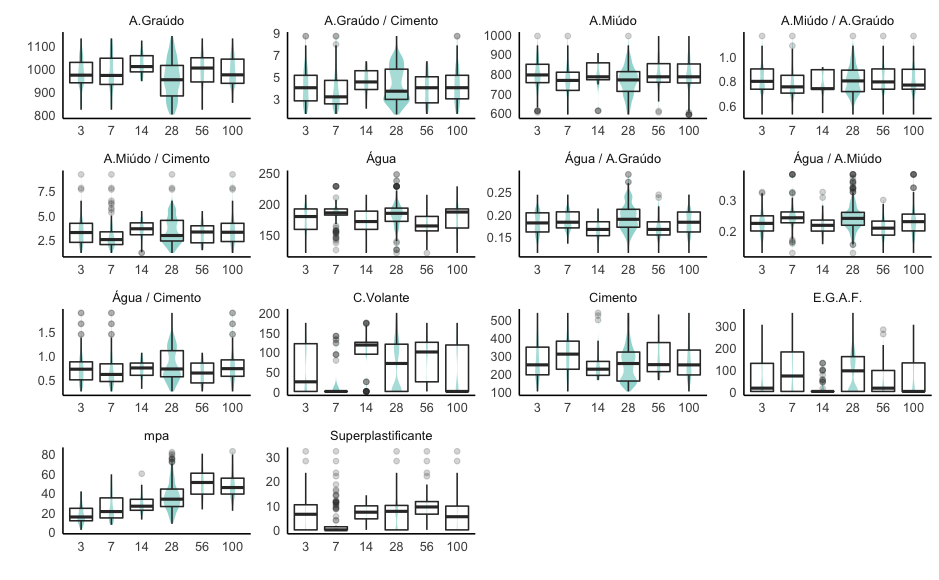 A.Graúdo
1100
1000
900
800
3 7 14 28 56 100
A.Graúdo / Cimento
9
7
5
3
3 7 14 28 56 100
A.Miúdo
1000
900
800
700
600
3 7 14 28 56 100
A.Miúdo / A.Graúdo
1.0
0.8
0.6
3 7 14 28 56 100
A.Miúdo / Cimento
7.5
5.0
2.5
3 7 14 28 56 100
Água
250
200
150
3 7 14 28 56 100
Água / A.Graúdo
0.25
0.20
0.15
3 7 14 28 56 100
Água / A.Miúdo
0.3
0.2
3 7 14 28 56 100
Água / Cimento
1.5
1.0
0.5
3 7 14 28 56 100
C.Volante
200
150
100
50
0
3 7 14 28 56 100
Cimento
500
400
300
200
100
3 7 14 28 56 100
E.G.A.F.
300
200
100
0
3 7 14 28 56 100
mpa
80
60
40
20
0
3 7 14 28 56 100
Superplastificante
30
20
10
0
3 7 14 28 56 100